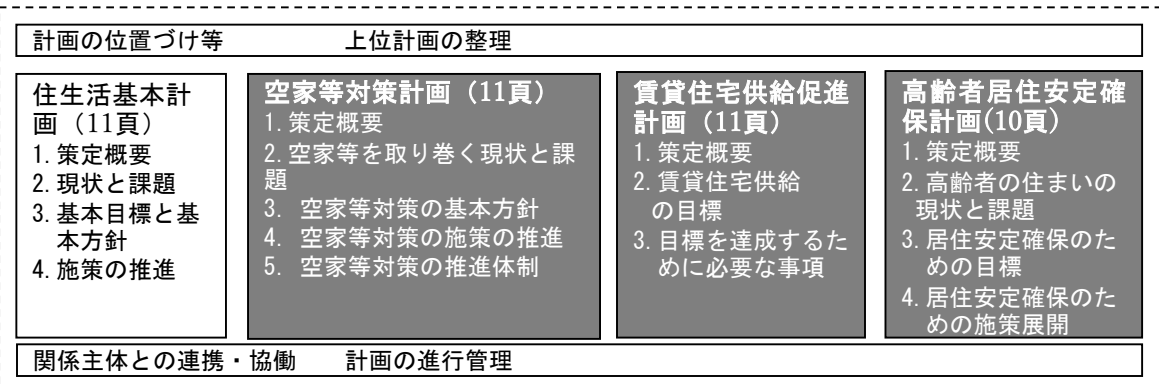 計画の位置づけ等　　　　　上位計画の整理
住生活基本計
画（11頁）
1. 策定概要
2. 現状と課題
3. 基本目標と基
本方針
4. 施策の推進
空家等対策計画（11頁）
1. 策定概要
2. 空家等を取り巻く現状と課
題
3. 空家等対策の基本方針
4. 空家等対策の施策の推進
5. 空家等対策の推進体制
賃貸住宅供給促進
計画（11頁）
1. 策定概要
2. 賃貸住宅供給
の目標
3. 目標を達成するた
めに必要な事項
高齢者居住安定確
保計画(10頁)
1. 策定概要
2. 高齢者の住まいの
現状と課題
3. 居住安定確保のた
めの目標
4. 居住安定確保のた
めの施策展開
関係主体との連携・協働　　計画の進行管理